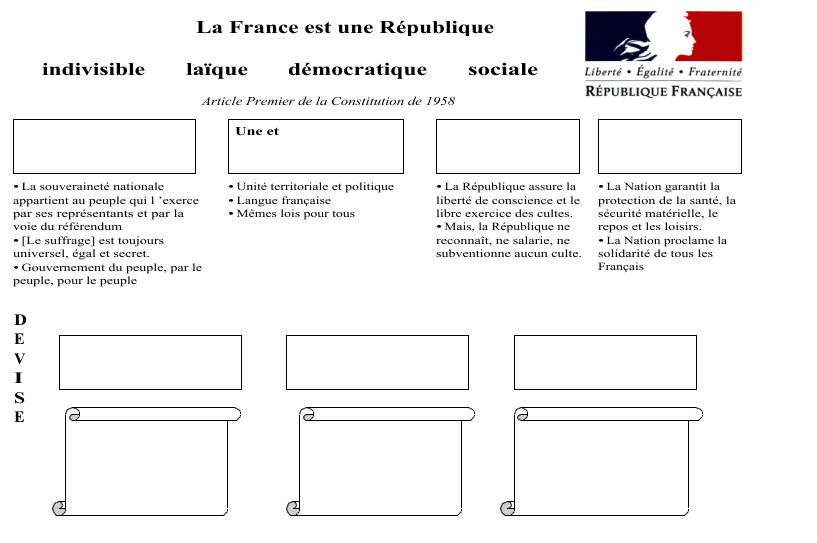 La France est une République
indivisible laïque démocratique sociale
Article Premier de la Constitution de 1958
Liberté • Égalité • Fraternité
RÉPUBLIQUE FRANÇAISE
• La souveraineté nationale
appartient au peuple qui l 'exerce
par ses représentants et par la
voie du référendum
• [Le suffrage] est toujours
universel, égal et secret.
• Gouvernement du peuple, par le
peuple, pour le peuple
Une et
• Unité territoriale et politique
• Langue française
• Mêmes lois pour tous
• La République assure la
liberté de conscience et le
libre exercice des cultes.
• Mais, la République ne
reconnaît, ne salarie, ne
subventionne aucun culte.
• La Nation garantit la
protection de la santé, la
sécurité matérielle, le
repos et les loisirs.
• La Nation proclame la
solidarité de tous les
Français
D
E
V
I
S
E